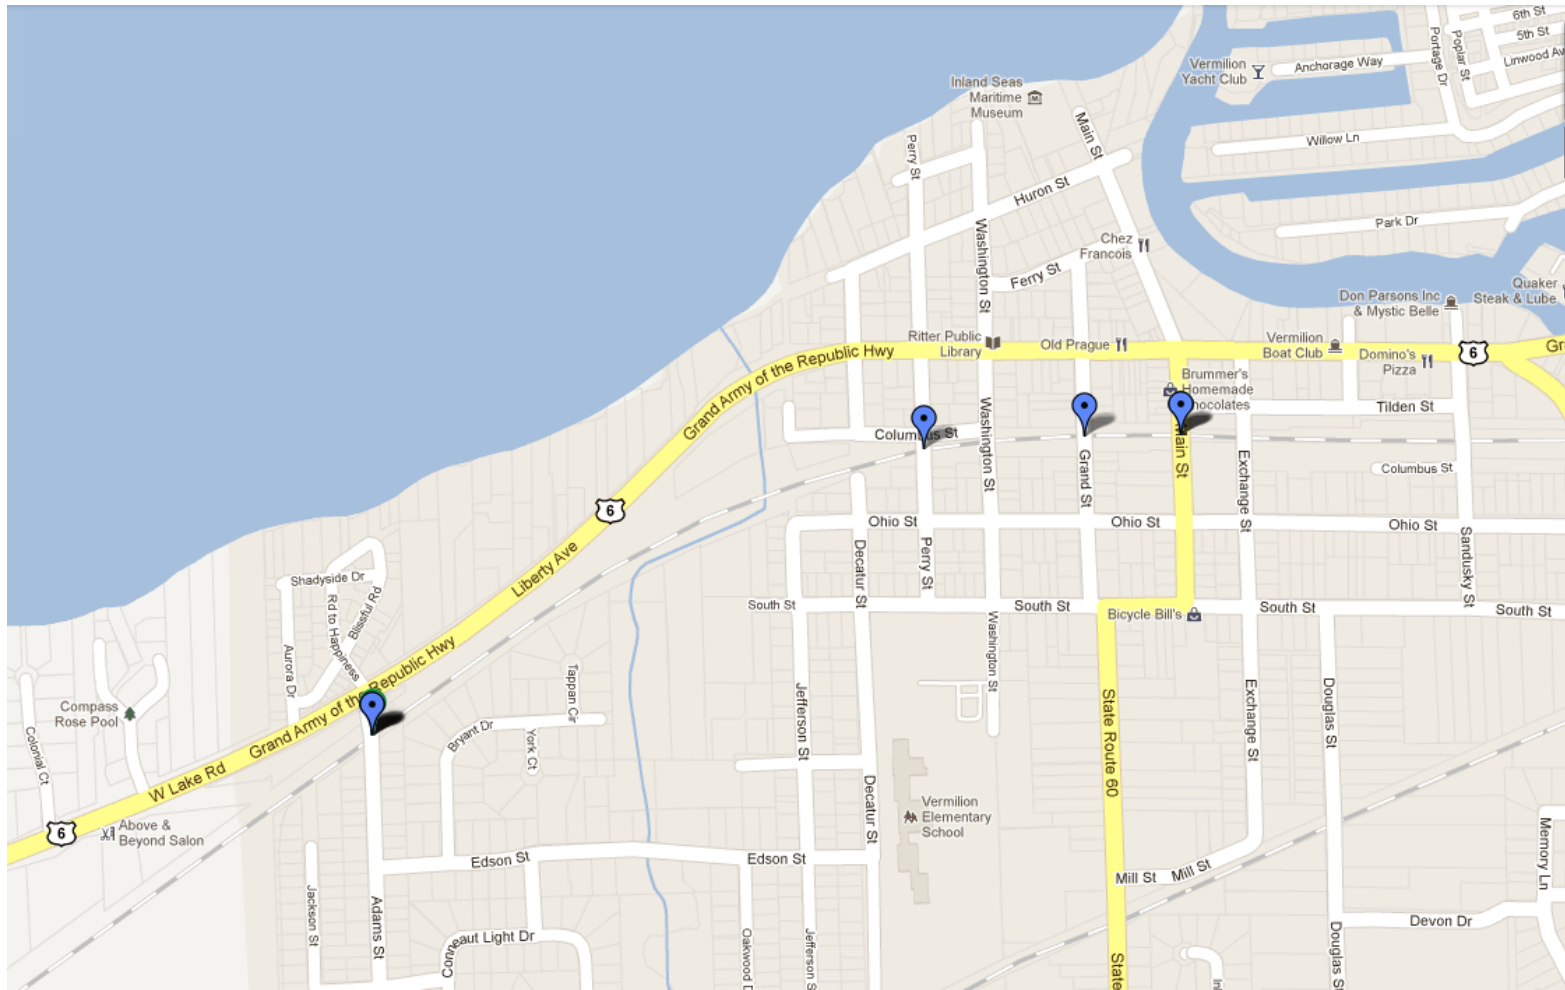 6th St
5th St
Linwood Av
Portage Dr
Poplar St
Vermilion
Yacht Club
Anchorage Way
Inland Seas
Maritime
Museum
Main St
Perry St
Willow Ln
Huron St
Park Dr
Washington St
Chez
Francois
Ferry St
Quaker
Steak & Lube
Don Parsons Inc
& Mystic Belle
Ritter Public
Library
Old Prague
Vermilion
Boat Club
Domino's
Pizza
6
Gr
Grand Army of the Republic Hwy
Brummer's
Homemade
Chocolates
Tilden St
Columbus St
Washington St
Grand St
Main St
Exchange St
Columbus St
6
Ohio St
Ohio St
Ohio St
Decatur St
Perry St
Sandusky St
Liberty Ave
Shadyside Dr
Rd to Happiness
Blissful Rd
Aurora Dr
South St
South St
South St
South St
Bicycle Bill's
Washington St
Grand Army of the Republic Hwy
Compass
Rose Pool
Colonial Ct
W Lake Rd
6
Above &
Beyond Salon
Tappan Cir
Bryant Dr
York Ct
Jefferson St
Decatur St
State Route 60
Exchange St
Douglas St
Vermilion
Elementary
School
Edson St
Edson St
Mill St
Mill St
Memory Ln
Jackson St
Adams St
Conneaut Light Dr
Oakwood D
Jefferson S
Devon Dr
Douglas St
State
In